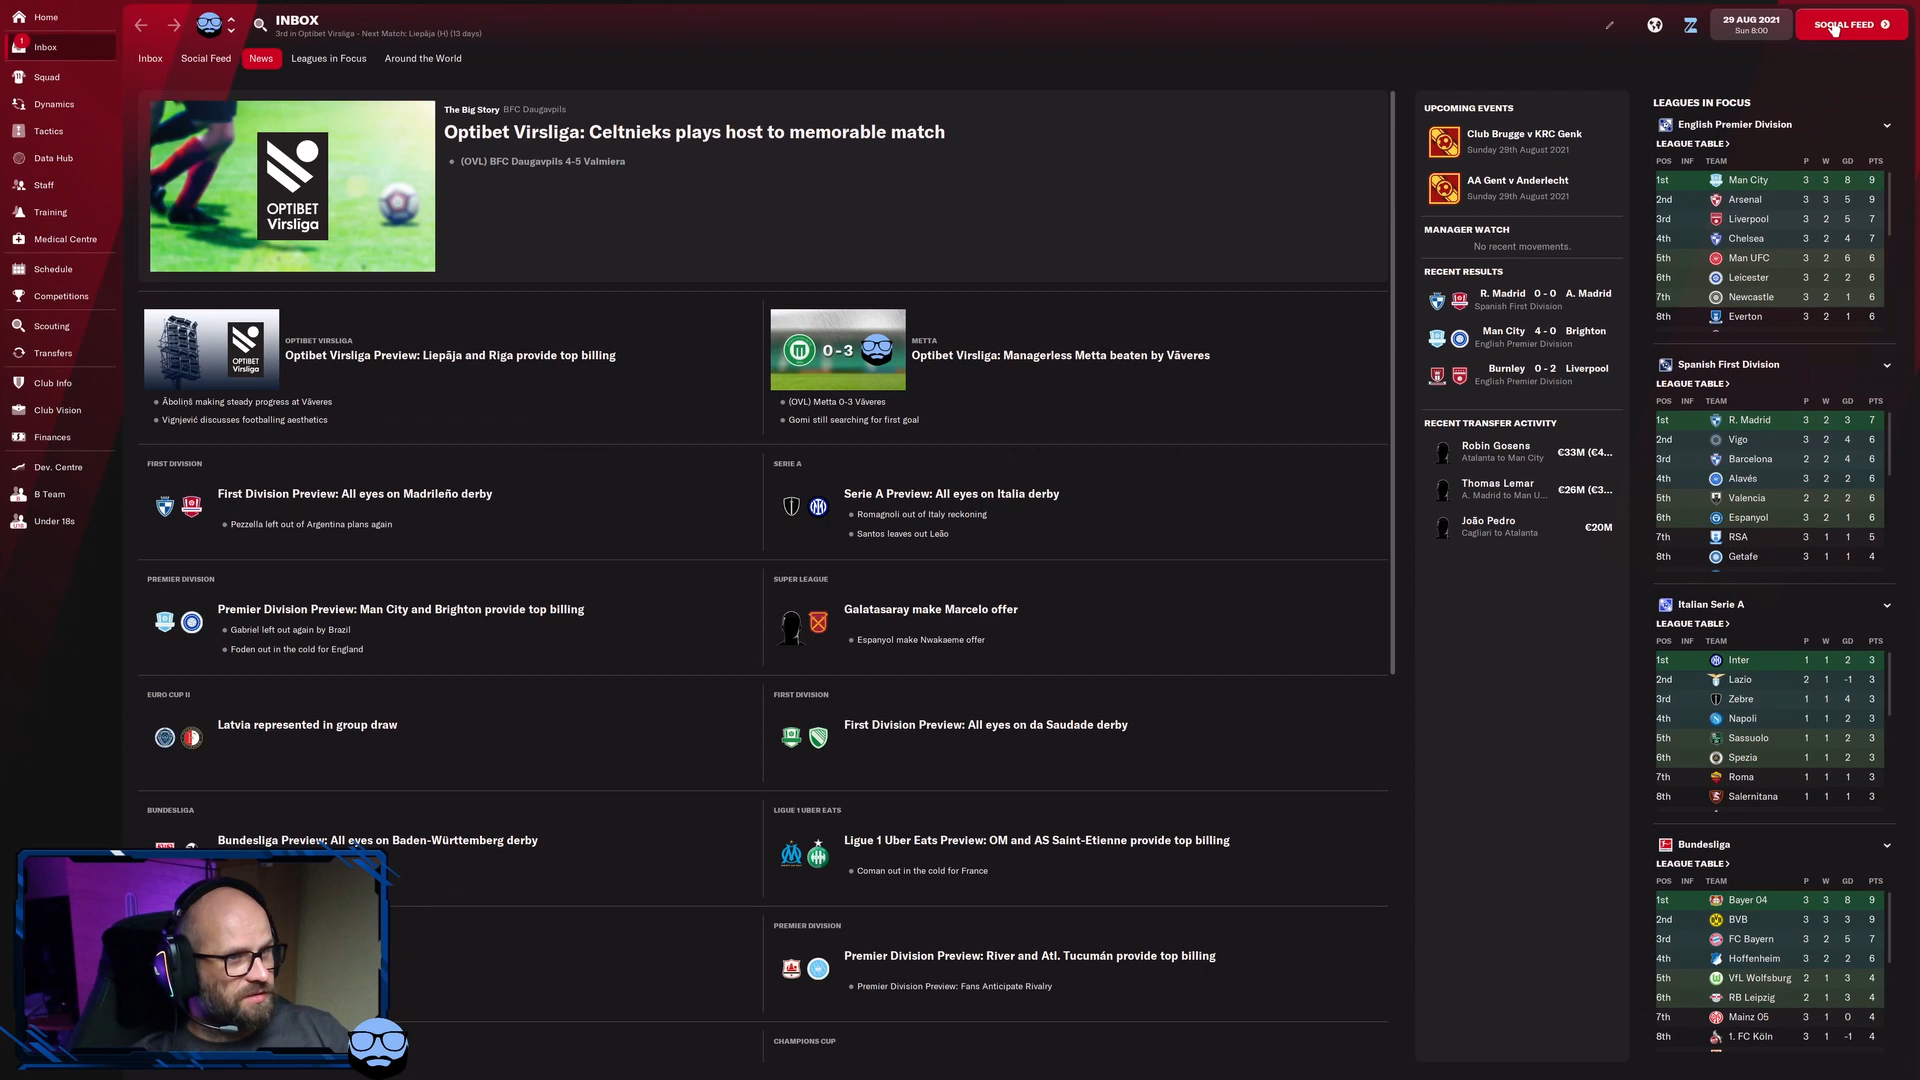 Home
1
Inbox
Squad
Dynamics
Tactics
Data Hub
Staff
Training
Medical Centre
Schedule
Competitions
Scouting
Transfers
Club Info
Club Vision
Finances
Dev. Centre
B Team
Under 18s
INBOX
3rd in Optibet Virsliga - Next Match: Liepāja (H) (13 days)
29 AUG 2021
Sun 8:00
SOCIAL FEED
Inbox Social Feed News Leagues in Focus Around the World
OPTIBET
Virsliga
The Big Story BFC Daugavpils
Optibet Virsliga: Celtnieks plays host to memorable match
(OVL) BFC Daugavpils 4-5 Valmiera
OPTIBET
Virsliga
OPTIBET VIRSLIGA
Optibet Virsliga Preview: Liepāja and Riga provide top billing
Āboliņš making steady progress at Vāveres
Vignjević discusses footballing aesthetics
0-3
METTA
Optibet Virsliga: Managerless Metta beaten by Vāveres
(OVL) Metta 0-3 Vāveres
Gomi still searching for first goal
FIRST DIVISION
First Division Preview: All eyes on Madrileño derby
Pezzella left out of Argentina plans again
SERIE A
Serie A Preview: All eyes on Italia derby
Romagnoli out of Italy reckoning
Santos leaves out Leão
PREMIER DIVISION
Premier Division Preview: Man City and Brighton provide top billing
Gabriel left out again by Brazil
Foden out in the cold for England
SUPER LEAGUE
Galatasaray make Marcelo offer
Espanyol make Nwakaeme offer
EURO CUP II
Latvia represented in group draw
FIRST DIVISION
First Division Preview: All eyes on da Saudade derby
BUNDESLIGA
Bundesliga Preview: All eyes on Baden-Württemberg derby
LIGUE 1 UBER EATS
Ligue 1 Uber Eats Preview: OM and AS Saint-Etienne provide top billing
Coman out in the cold for France
PREMIER DIVISION
Premier Division Preview: River and Atl. Tucumán provide top billing
Premier Division Preview: Fans Anticipate Rivalry
CHAMPIONS CUP
UPCOMING EVENTS
Club Brugge v KRC Genk
Sunday 29th August 2021
AA Gent v Anderlecht
Sunday 29th August 2021
MANAGER WATCH
No recent movements.
RECENT RESULTS
R. Madrid 0 - 0 A. Madrid
Spanish First Division
Man City 4 - 0 Brighton
English Premier Division
Burnley 0 - 2 Liverpool
English Premier Division
RECENT TRANSFER ACTIVITY
Robin Gosens
Atalanta to Man City
€33M (€4...
Thomas Lemar
A. Madrid to Man U...
€26M (€3...
João Pedro
Cagliari to Atalanta
€20M
LEAGUES IN FOCUS
English Premier Division
LEAGUE TABLE
POS INF TEAM P W GD PTS
1st Man City 3 3 8 9
2nd Arsenal 3 3 5 9
3rd Liverpool 3 2 5 7
4th Chelsea 3 2 4 7
5th Man UFC 3 2 6 6
6th Leicester 3 2 2 6
7th Newcastle 3 2 1 6
8th Everton 3 2 1 6
Spanish First Division
LEAGUE TABLE
POS INF TEAM P W GD PTS
1st R. Madrid 3 2 3 7
2nd Vigo 3 2 4 6
3rd Barcelona 2 2 4 6
4th Alavés 3 2 2 6
5th Valencia 2 2 2 6
6th Espanyol 3 2 1 6
7th RSA 3 1 1 5
8th Getafe 3 1 1 4
Italian Serie A
LEAGUE TABLE
POS INF TEAM P W GD PTS
1st Inter 1 1 2 3
2nd Lazio 2 1 -1 3
3rd Zebre 1 1 4 3
4th Napoli 1 1 2 3
5th Sassuolo 1 1 2 3
6th Spezia 1 1 2 3
7th Roma 1 1 1 3
8th Salernitana 1 1 1 3
Bundesliga
LEAGUE TABLE
POS INF TEAM P W GD PTS
1st Bayer 04 3 3 8 9
2nd BVB 3 3 3 9
3rd FC Bayern 3 2 5 7
4th Hoffenheim 3 2 2 6
5th VfL Wolfsburg 2 1 3 4
6th RB Leipzig 2 1 3 4
7th Mainz 05 3 1 0 4
8th 1. FC Köln 3 1 -1 4